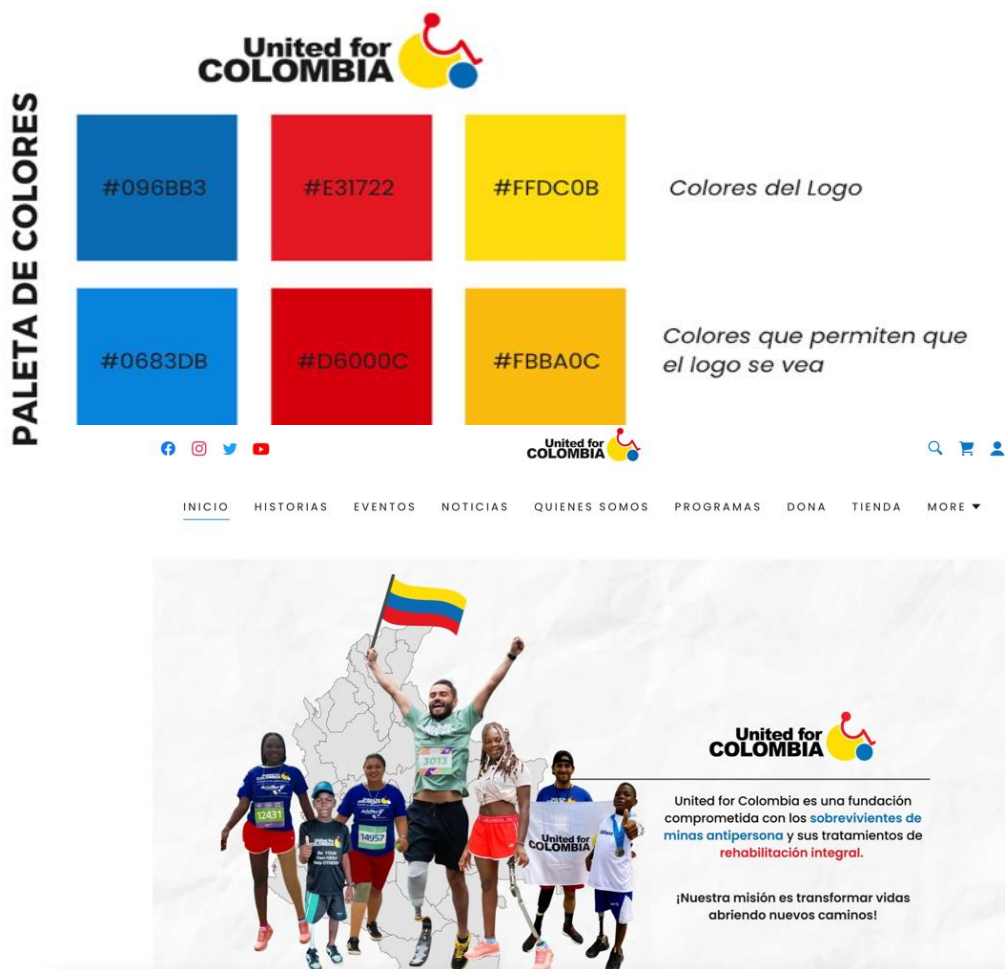 United for
COLOMBIA
PALETA DE COLORES
#096BB3
#E31722
#FFDC0B
Colores del Logo
#0683DB
#D6000C
#FBBA0C
Colores que permiten que
el logo se vea
United for
COLOMBIA
INICIO
HISTORIAS
EVENTOS
NOTICIAS
QUIENES SOMOS
PROGRAMAS
DONA
TIENDA
MORE
3013
12431
14957
United for
COLOMBIA
United for
COLOMBIA
United for Colombia es una fundación
comprometida con los sobrevivientes de
minas antipersona y sus tratamientos de
rehabilitación integral.
¡Nuestra misión es transformar vidas
abriendo nuevos caminos!